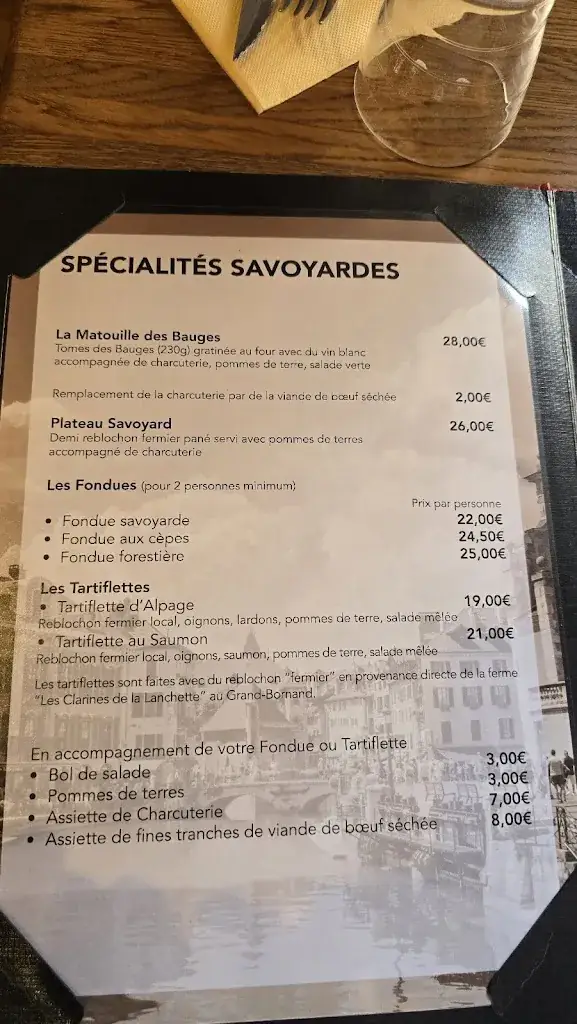 SPÉCIALITÉS SAVOYARDES
La Matouille des Bauges 28,00€
Tomes des Bauges (230g) gratinée au four avec du vin blanc
accompagnée de charcuterie, pommes de terre, salade verte
Remplacement de la charcuterie par de la viande de bœuf séchée 2,00€
Plateau Savoyard 26,00€
Demi reblochon fermier pané servi avec pommes de terres
accompagné de charcuterie
Les Fondues (pour 2 personnes minimum)
Prix par personne
• Fondue savoyarde 22,00€
• Fondue aux cèpes 24,50€
• Fondue forestière 25,00€
Les Tartiflettes
• Tartiflette d'Alpage 19,00€
Reblochon fermier local, oignons, lardons, pommes de terre, salade mêlée
• Tartiflette au Saumon 21,00€
Reblochon fermier local, oignons, saumon, pommes de terre, salade mêlée
Les tartiflettes sont faites avec du reblochon "fermier" en provenance directe de la ferme
"Les Clarines de la Lanchette" au Grand-Bornand.
En accompagnement de votre Fondue ou Tartiflette
• Bol de salade 3,00€
• Pommes de terres 3,00€
• Assiette de Charcuterie 7,00€
• Assiette de fines tranches de viande de bœuf séchée 8,00€